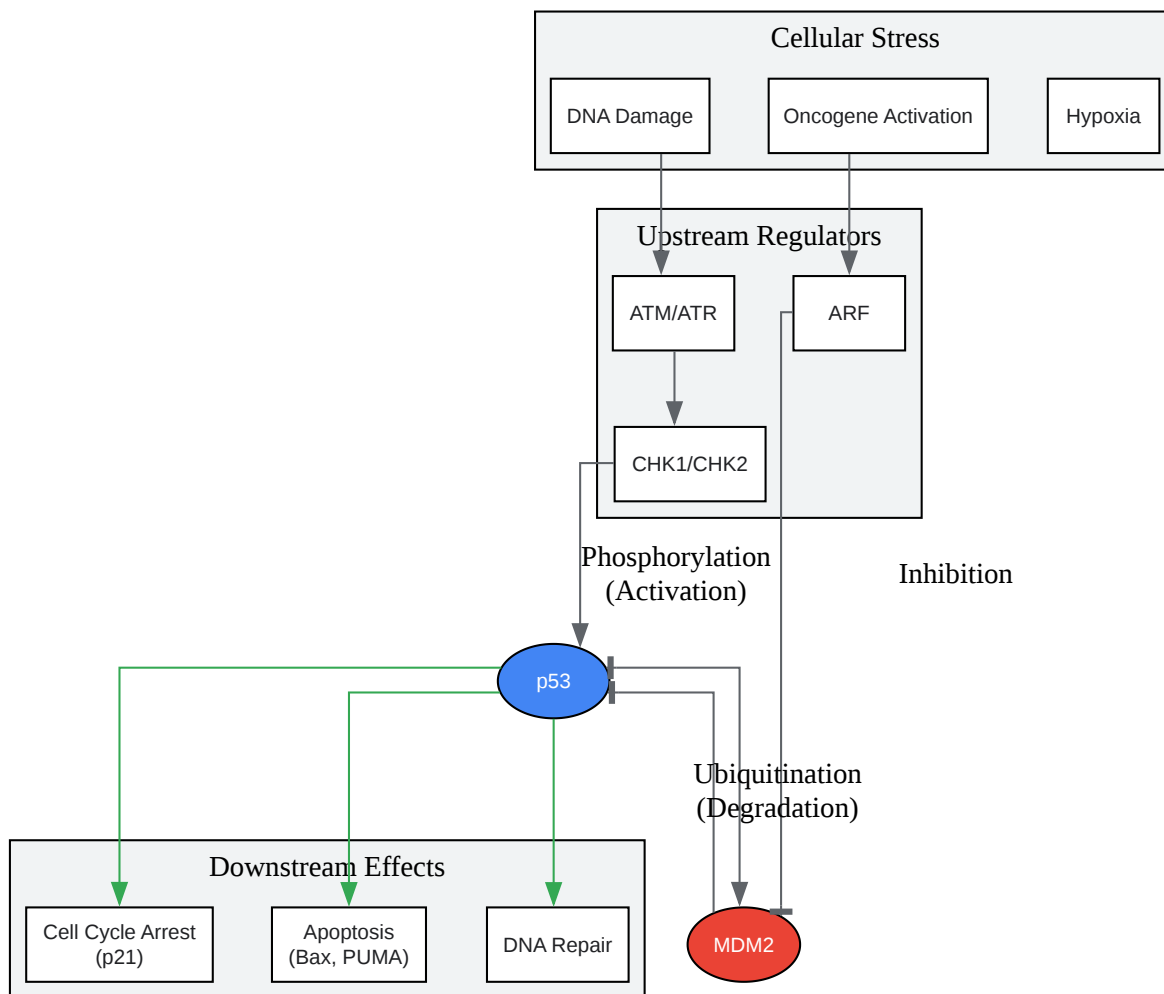 Cellular Stress
DNA Damage
Oncogene Activation
Hypoxia
Upstream Regulators
ATM/ATR
ARF
CHK1/CHK2
Phosphorylation
(Activation)
Inhibition
p53
Ubiquitination
(Degradation)
Downstream Effects
Cell Cycle Arrest
(p21)
Apoptosis
(Bax, PUMA)
DNA Repair
MDM2